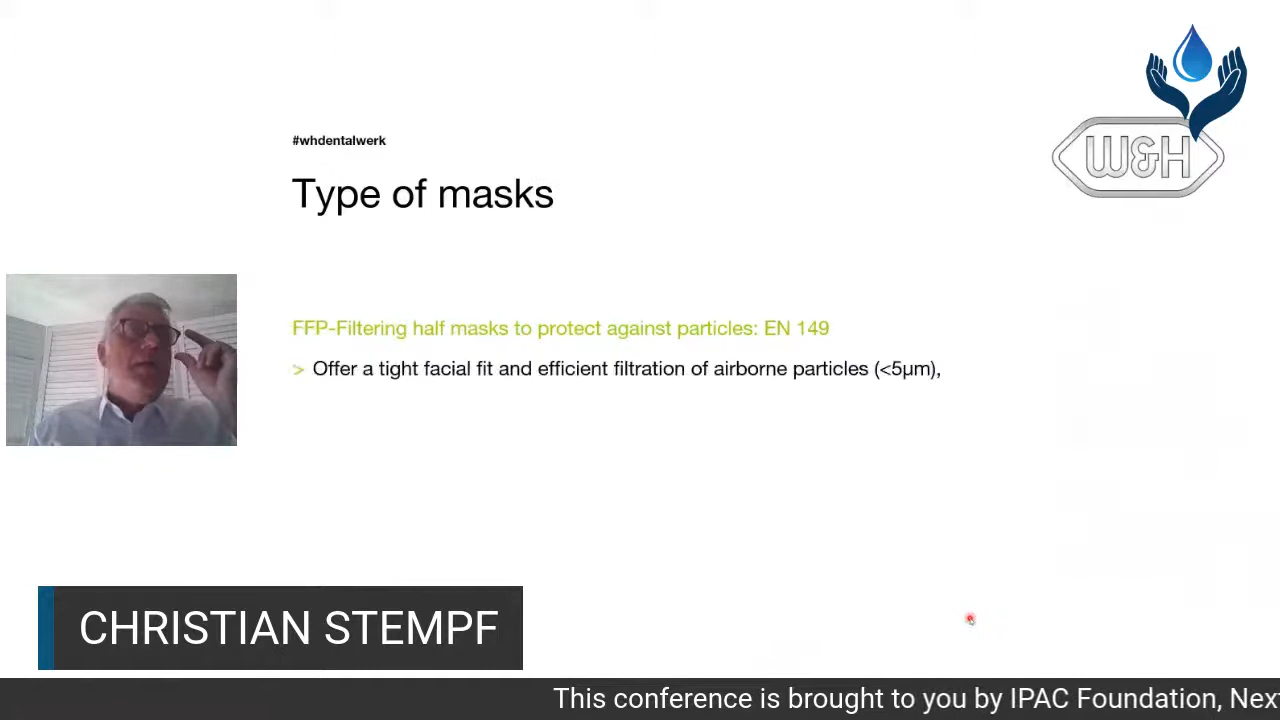 #whdentalwerk
W&H
Type of masks
FFP-Filtering half masks to protect against particles: EN 149
> Offer a tight facial fit and efficient filtration of airborne particles (<5µm),
CHRISTIAN STEMPF
This conference is brought to you by IPAC Foundation, Nex